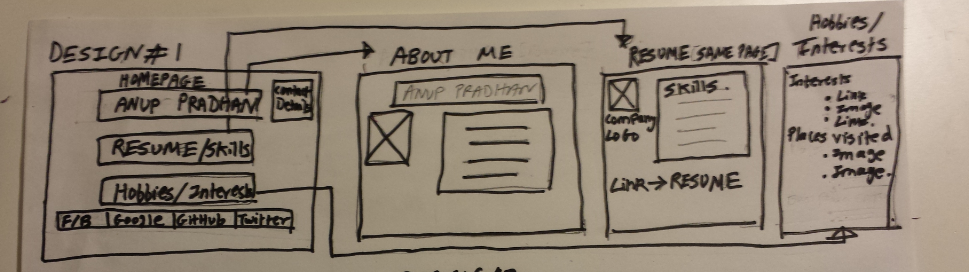 DESIGN#1
HOMEPAGE
ANUP PRADHAN
Contact
Details
RESUME/Skills
Hobbies/Interests
F/B Google GitHub Twitter
ABOUT ME
ANUP PRADHAN
RESUME[SAME PAGE]
Skills.
Company
LOGO
Link→RESUME
Hobbies/
Interests
Interests
• Link
• Image
• Link.
Places visited
• Image
• Image.